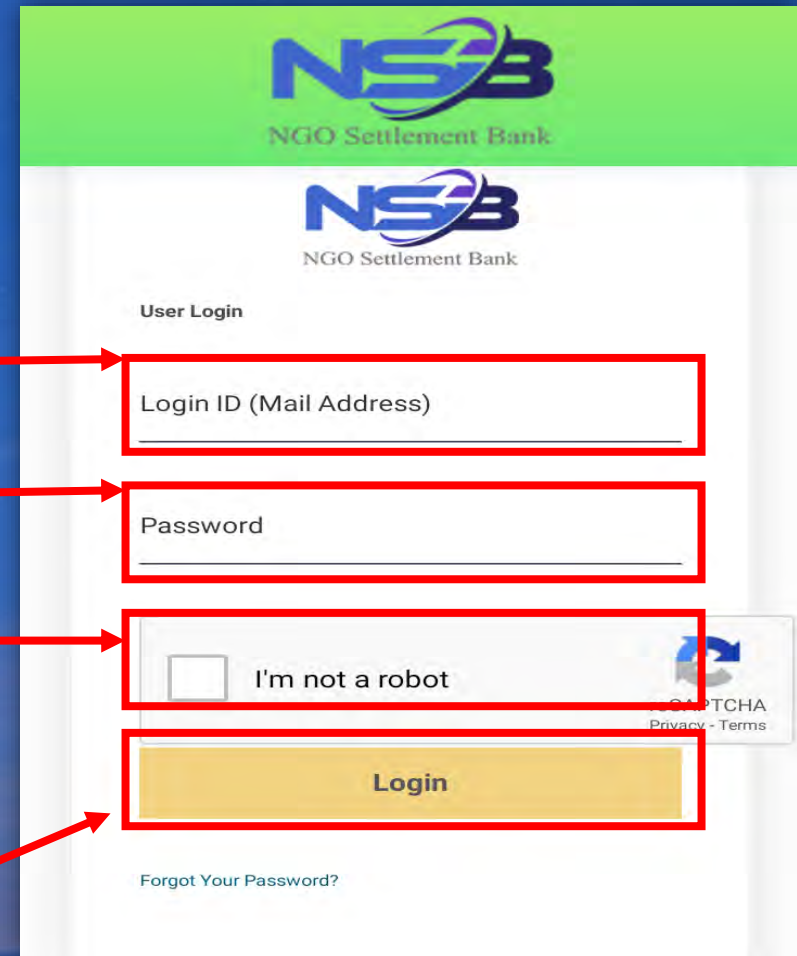 NSB
NGO Settlement Bank
NSB
NGO Settlement Bank
User Login
Login ID (Mail Address)
Password
I'm not a robot
reCAPTCHA
Privacy - Terms
Login
Forgot Your Password?